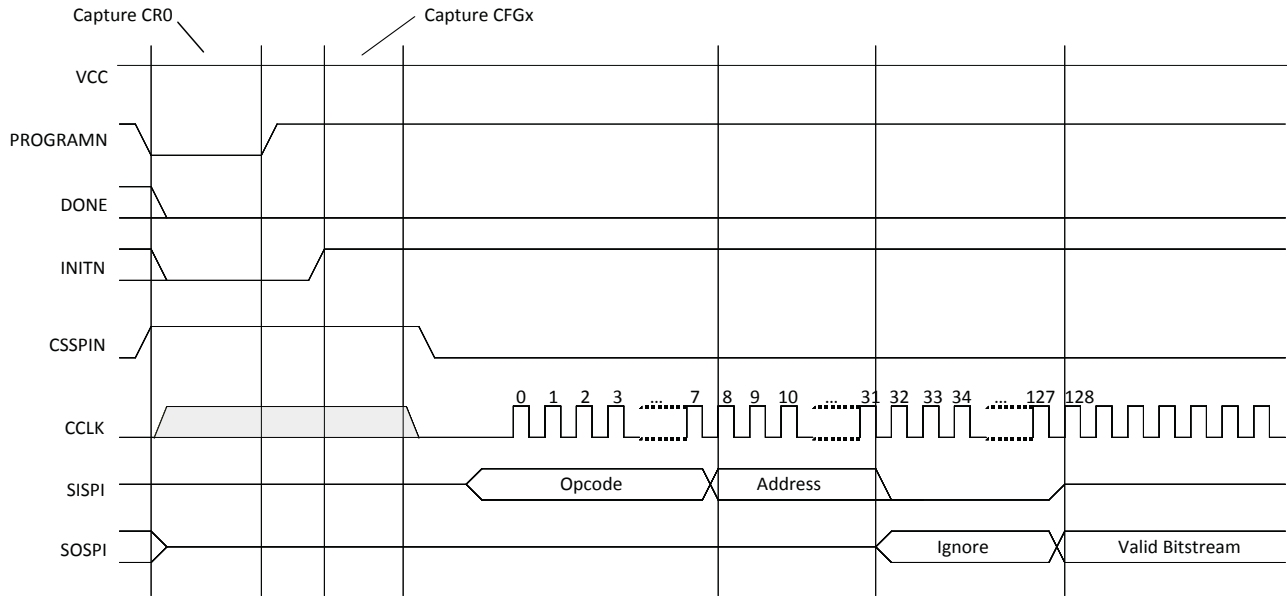 Capture CR0 Capture CFGx
VCC
PROGRAMN
DONE
INITN
CSSPIN
0 1 2 3 ... 7 8 9 10 ... 31 32 33 34 ... 127 128
CCLK
SISPI Opcode Address
SOSPI Ignore Valid Bitstream